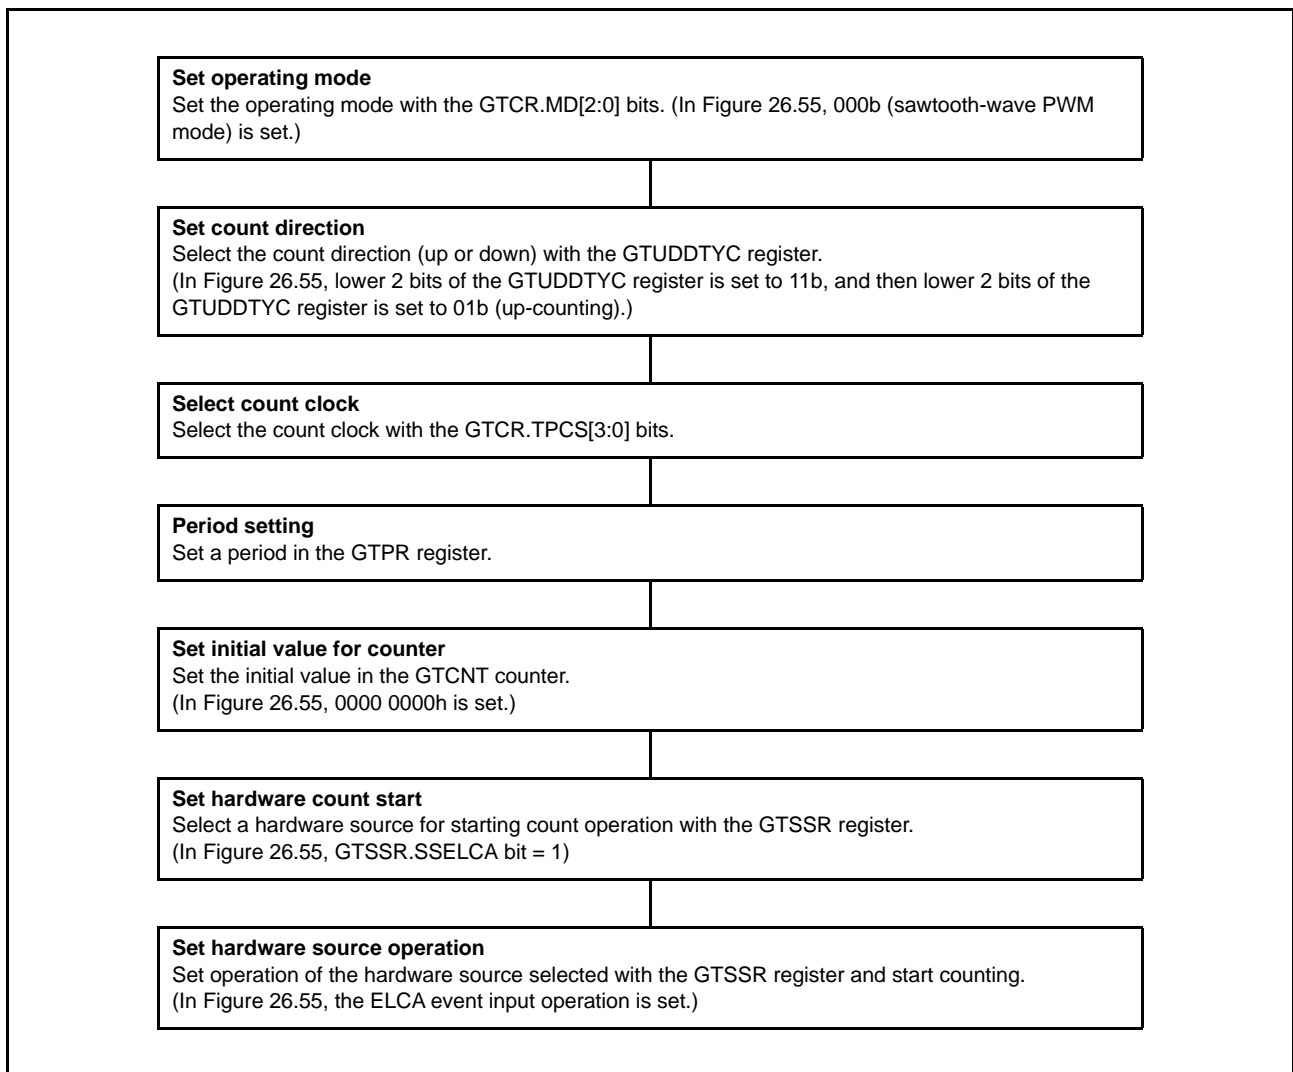 Set operating mode
Set the operating mode with the GTCR.MD[2:0] bits. (In Figure 26.55, 000b (sawtooth-wave PWM
mode) is set.)
Set count direction
Select the count direction (up or down) with the GTUDDTYC register.
(In Figure 26.55, lower 2 bits of the GTUDDTYC register is set to 11b, and then lower 2 bits of the
GTUDDTYC register is set to 01b (up-counting).)
Select count clock
Select the count clock with the GTCR.TPCS[3:0] bits.
Period setting
Set a period in the GTPR register.
Set initial value for counter
Set the initial value in the GTCNT counter.
(In Figure 26.55, 0000 0000h is set.)
Set hardware count start
Select a hardware source for starting count operation with the GTSSR register.
(In Figure 26.55, GTSSR.SSELCA bit = 1)
Set hardware source operation
Set operation of the hardware source selected with the GTSSR register and start counting.
(In Figure 26.55, the ELCA event input operation is set.)